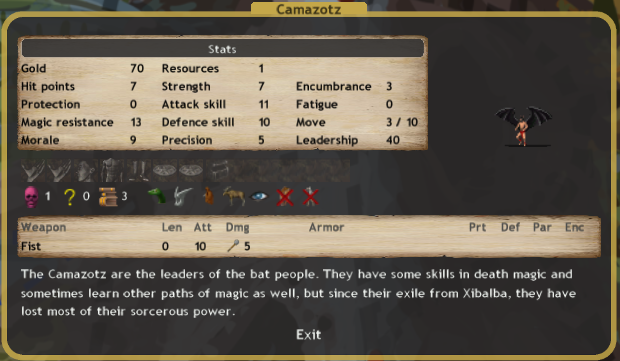 Camazotz
Stats
Gold 70 Resources 1
Hit points 7 Strength 7 Encumbrance 3
Protection 0 Attack skill 11 Fatigue 0
Magic resistance 13 Defence skill 10 Move 3 / 10
Morale 9 Precision 5 Leadership 40
1 ? 0 3
Weapon Len Att Dmg Armor Prt Def Par Enc
Fist 0 10 5
The Camazotz are the leaders of the bat people. They have some skills in death magic and
sometimes learn other paths of magic as well, but since their exile from Xibalba, they have
lost most of their sorcerous power.
Exit